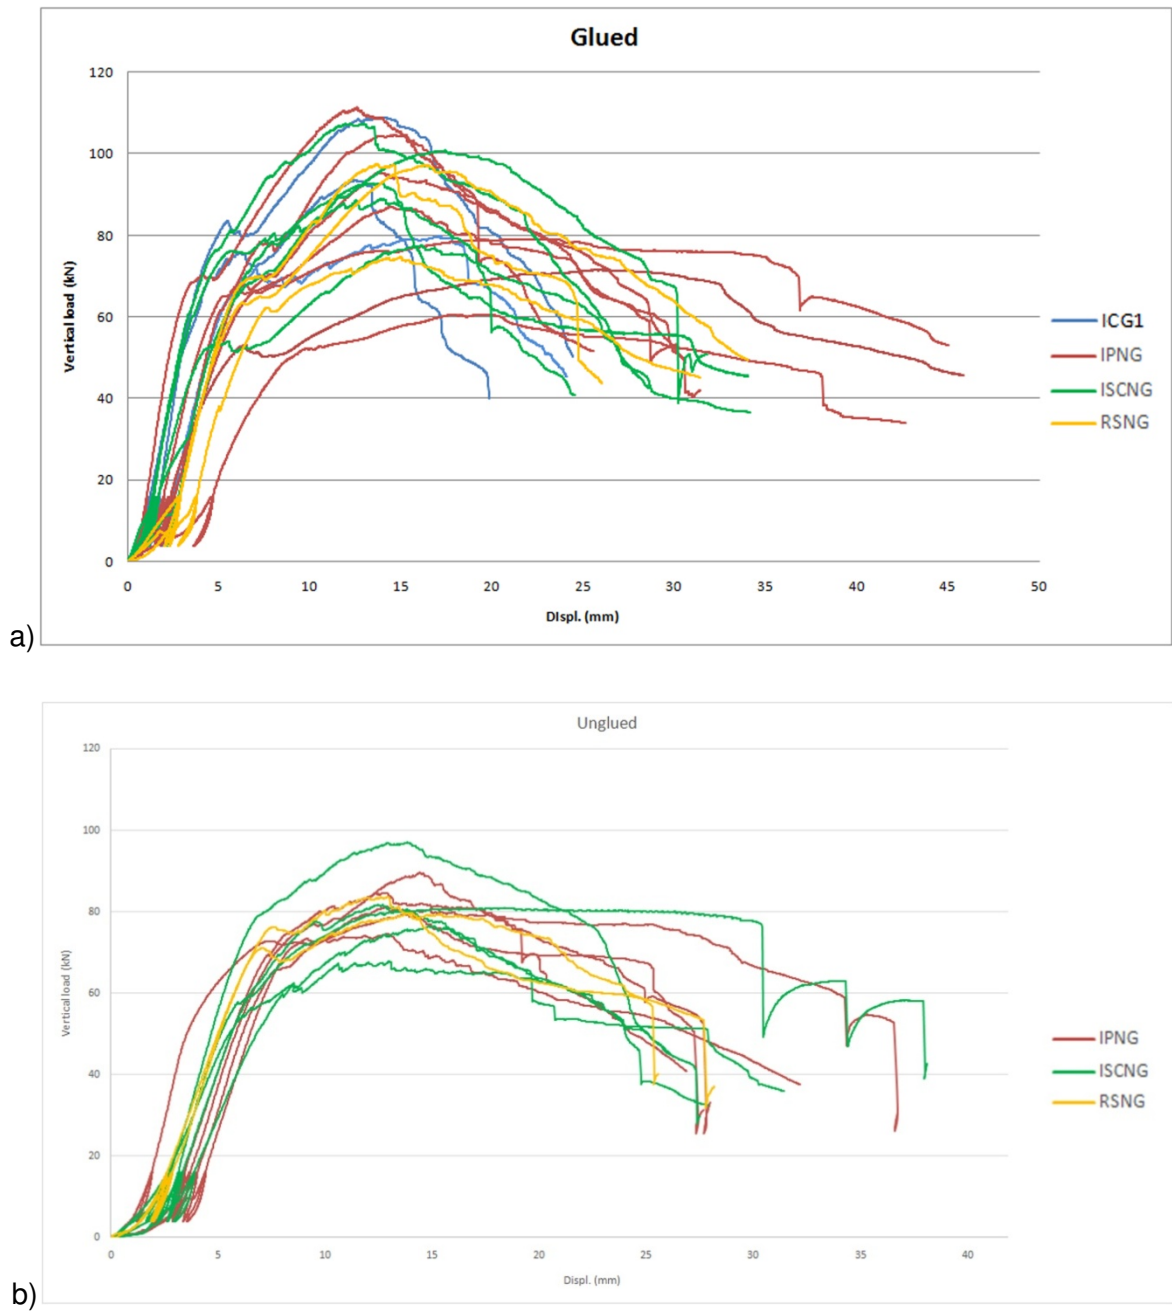 Glued
120
100
80
60
40
20
0
Vertical load (kN)
0 5 10 15 20 25 30 35 40 45 50
DIspl. (mm)
ICG1
IPNG
ISCNG
RSNG
a)
Unglued
120
100
80
60
40
20
0
Vertical load (kN)
0 5 10 15 20 25 30 35 40
Displ. (mm)
IPNG
ISCNG
RSNG
b)